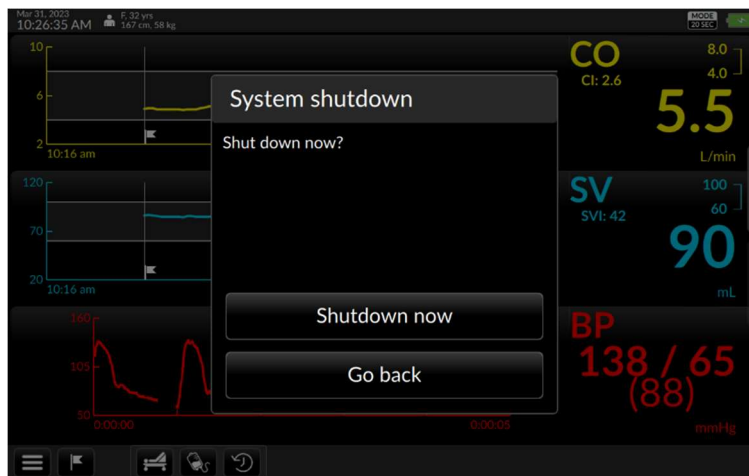 Mar 31, 2023
10:26:35 AM
F, 32 yrs
167 cm, 58 kg
MODE
20 SEC
10
6
2
10:16 am
CO
CI: 2.6
8.0
4.0
5.5
L/min
System shutdown
Shut down now?
Shutdown now
Go back
120
70
20
10:16 am
SV
SVI: 42
100
60
90
mL
160
105
50
0:00:00
0:00:05
BP
138 / 65
(88)
mmHg